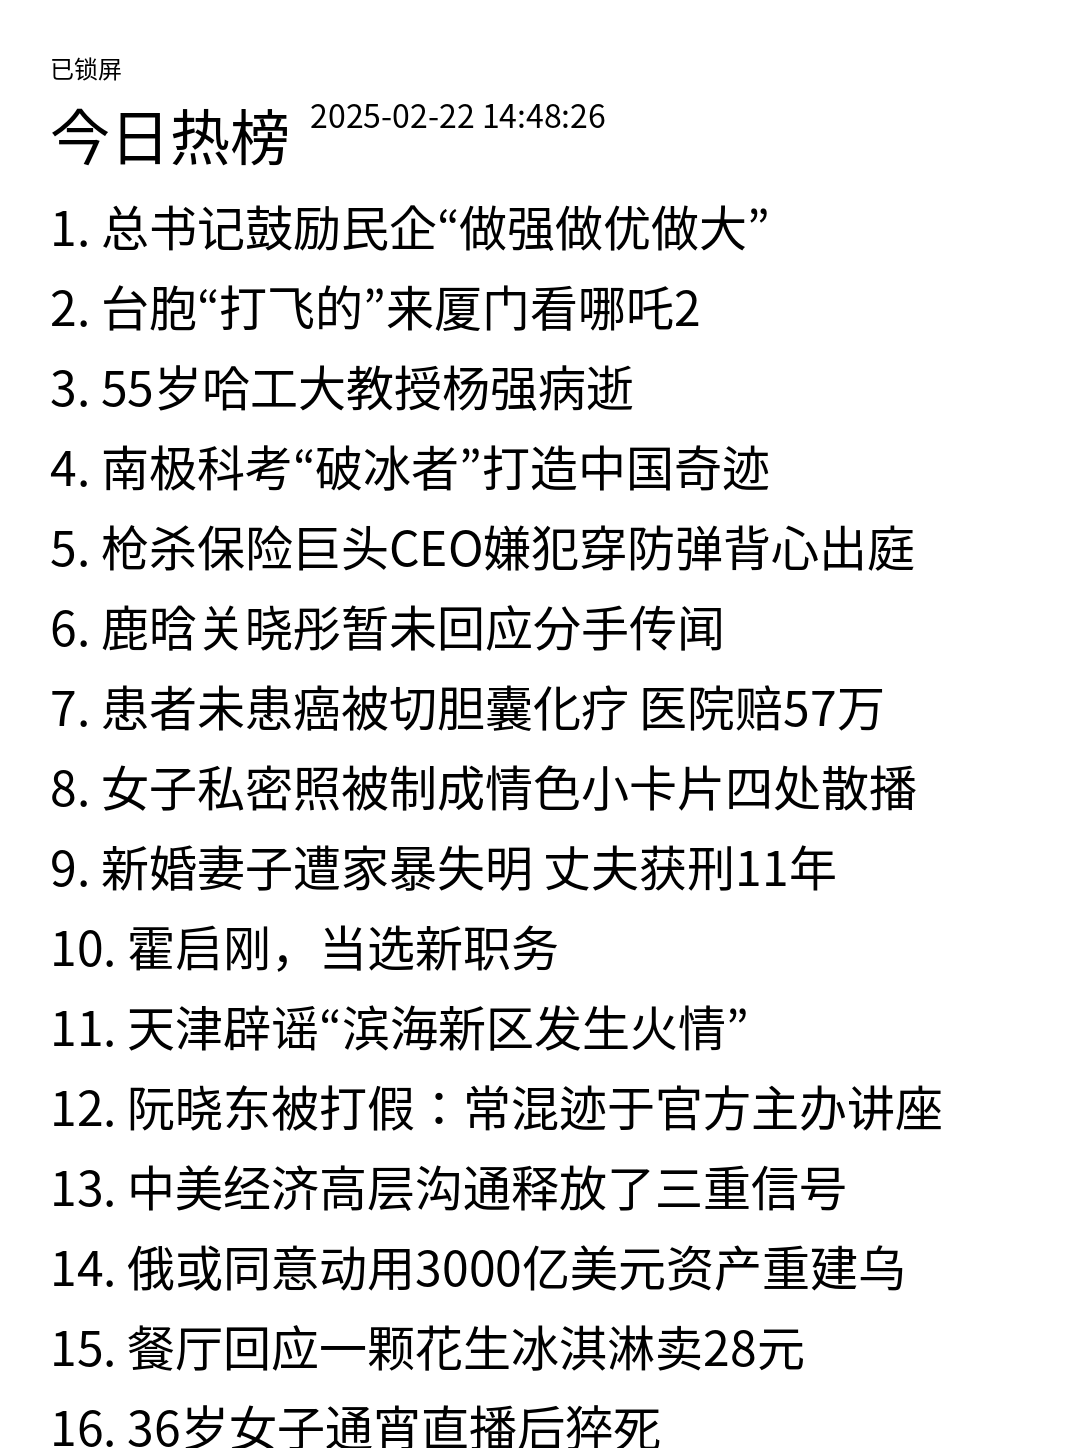 已锁屏
今日热榜 2025-02-22 14:48:26
1. 总书记鼓励民企“做强做优做大”
2. 台胞“打飞的”来厦门看哪吒2
3. 55岁哈工大教授杨强病逝
4. 南极科考“破冰者”打造中国奇迹
5. 枪杀保险巨头CEO嫌犯穿防弹背心出庭
6. 鹿晗关晓彤暂未回应分手传闻
7. 患者未患癌被切胆囊化疗 医院赔57万
8. 女子私密照被制成情色小卡片四处散播
9. 新婚妻子遭家暴失明 丈夫获刑11年
10. 霍启刚，当选新职务
11. 天津辟谣“滨海新区发生火情”
12. 阮晓东被打假：常混迹于官方主办讲座
13. 中美经济高层沟通释放了三重信号
14. 俄或同意动用3000亿美元资产重建乌
15. 餐厅回应一颗花生冰淇淋卖28元
16. 36岁女子通宵直播后猝死